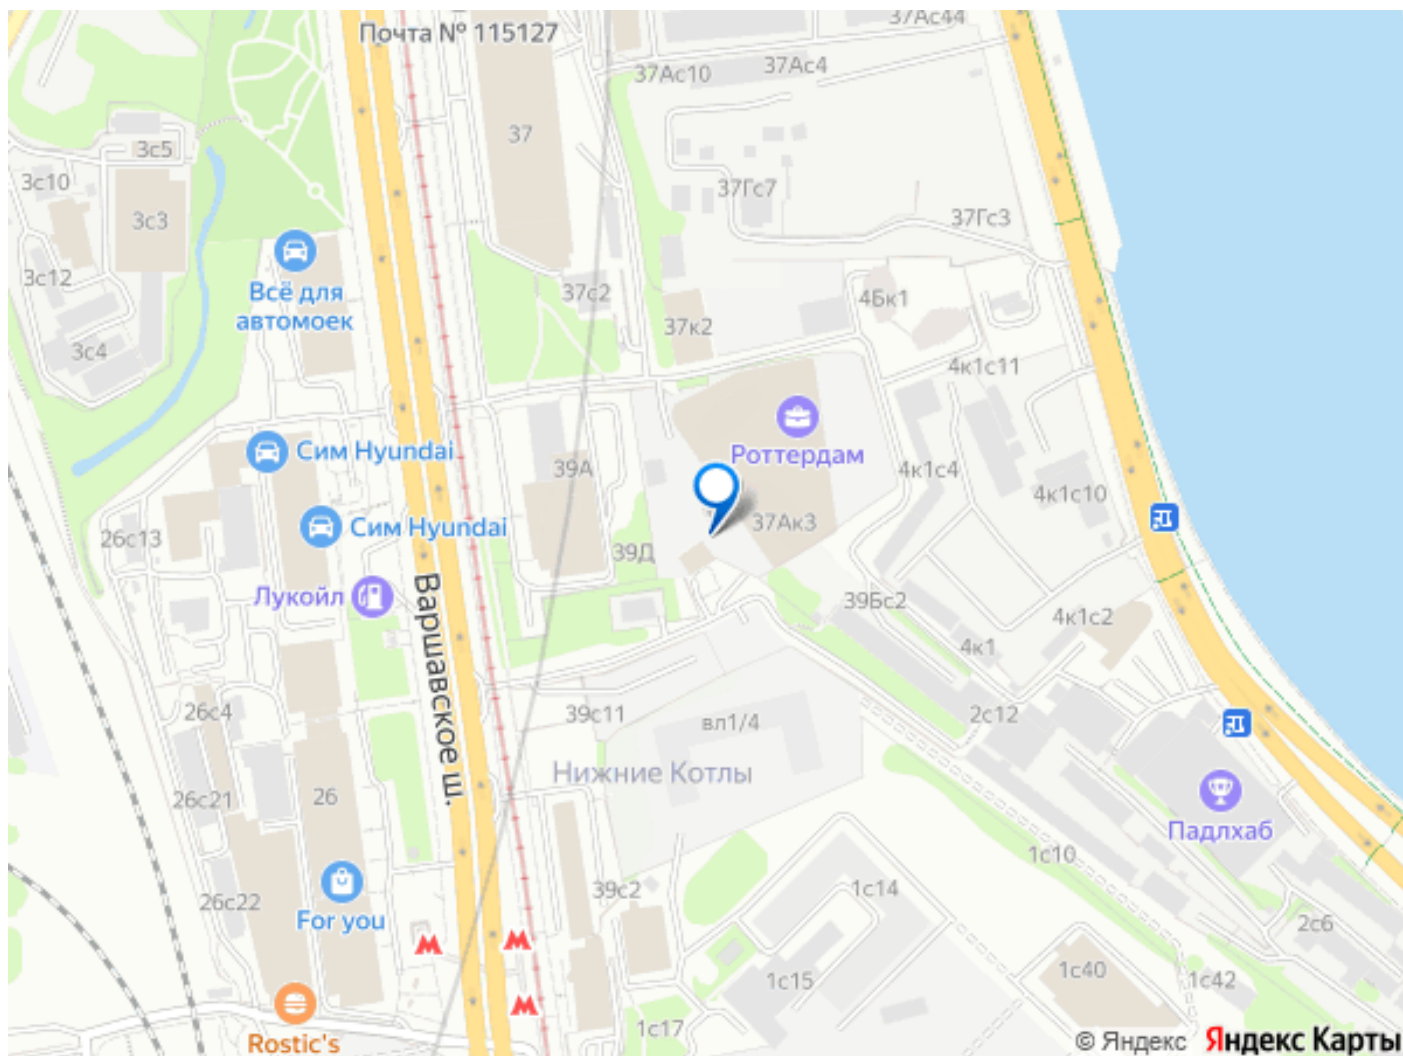 37Ас44
Почта № 115127
37Ас10
37Ас4
37
3с5
3с10
3с3
37Гс7
37Гс3
3с12
Всё для
автомоек
37с2
4Бк1
37к2
3с4
4к1с11
Роттердам
Сим Hyundai
39А
4к1с4
4к1с10
37Ак3
Сим Hyundai
26с13
39Д
Лукойл
Варшавское ш.
39Бс2
4к1с2
4к1
26с4
39с11
вл1/4
2с12
Нижние Котлы
26с21
26
Падлхаб
1с10
39с2
1с14
26с22
For you
2с6
1с15
1с40
1с42
1с17
Rostic's
© Яндекс Яндекс Карты